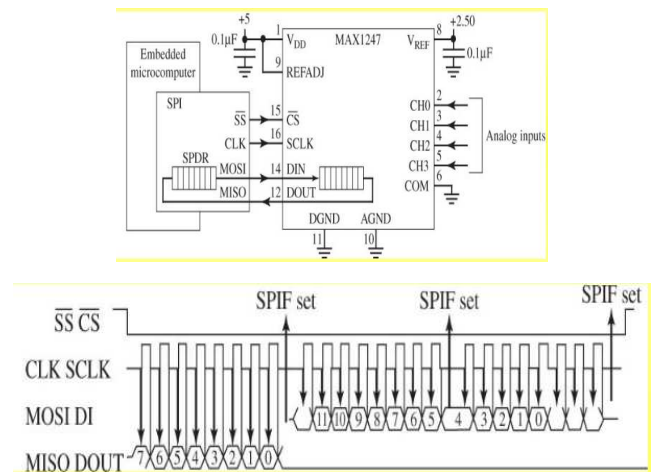 +5
+2.50
0.1μF
1
V_DD
MAX1247
V_REF
8
0.1μF
9
REFADJ
Embedded
microcomputer
SPI
SS
15
CS
CLK
16
SCLK
SPDR
MOSI
14
DIN
MISO
12
DOUT
2
CH0
3
CH1
4
CH2
5
CH3
6
COM
Analog inputs
DGND
AGND
11
10
SPIF set
SPIF set
SPIF set
SS CS
CLK SCLK
MOSI DI
11 10 9 8 7 6 5 4 3 2 1 0
MISO DOUT
7 6 5 4 3 2 1 0